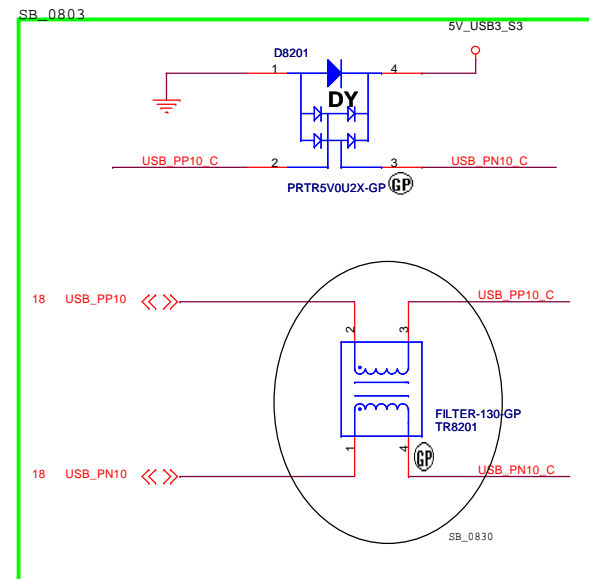 SB_0803
5V_USB3_S3
D8201
1 4
DY
USB_PP10_C 2 3 USB_PN10_C
PRTR5V0U2X-GP GP
18 USB_PP10 USB_PP10_C
2 3
FILTER-130-GP
TR8201
1 4 GP
18 USB_PN10 USB_PN10_C
SB_0830